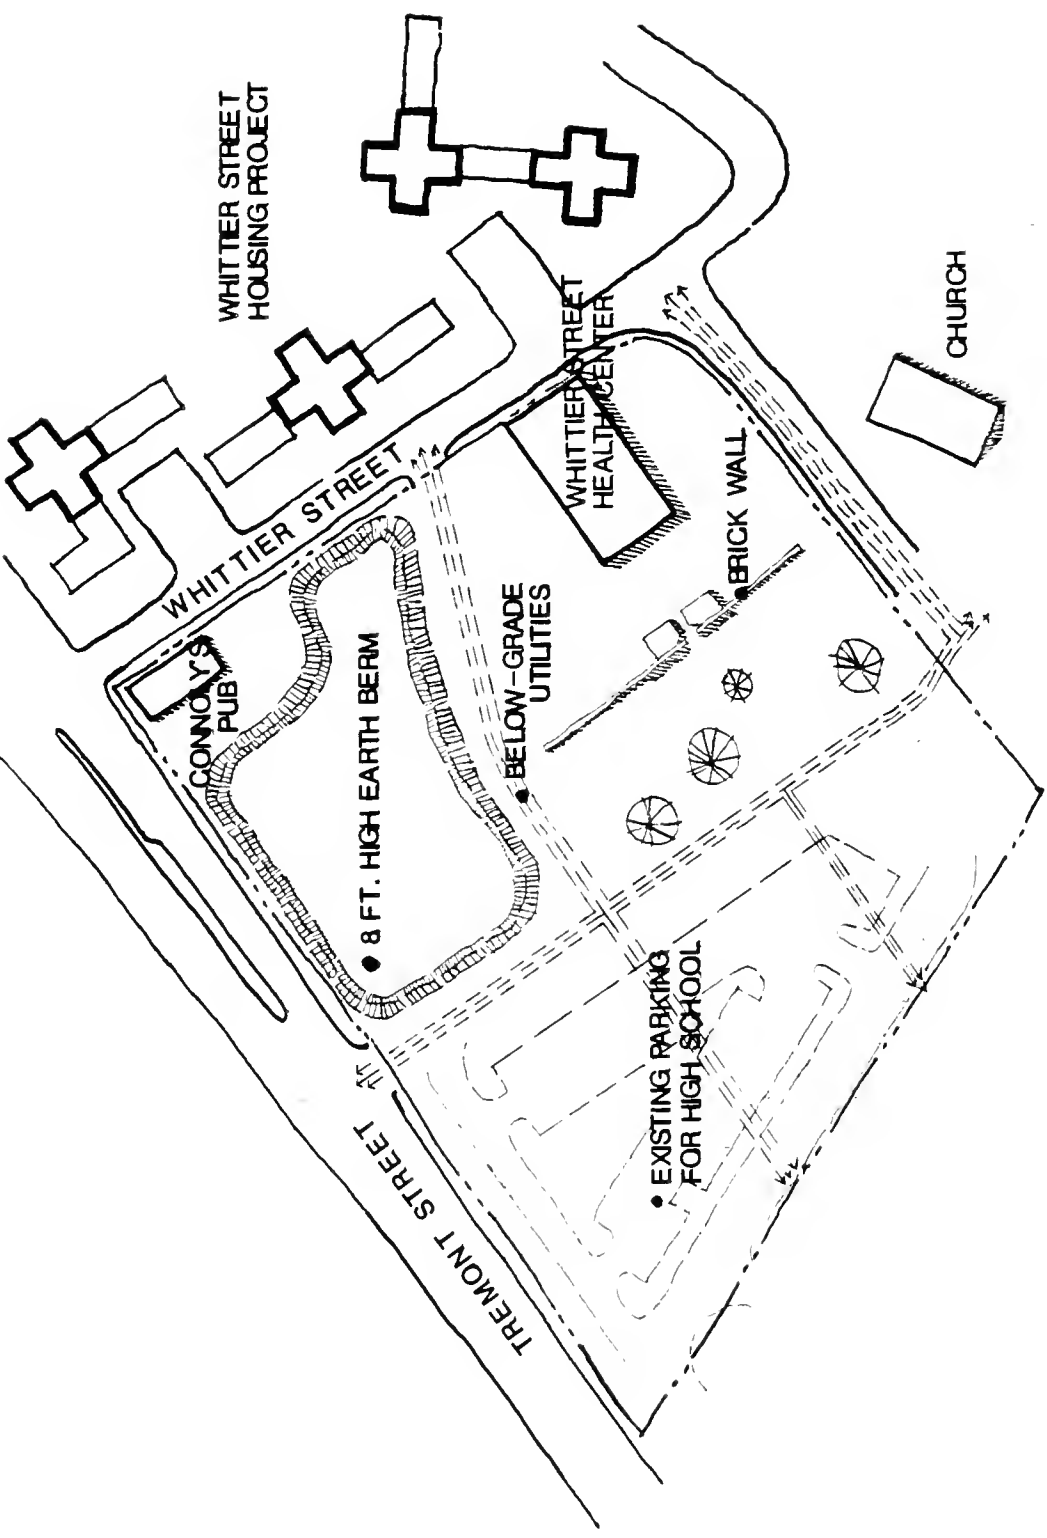 WHITTIER STREET
HOUSING PROJECT
WHITTIER STREET
CONNOLY'S
PUB
8 FT. HIGH EARTH BERM
BELOW-GRADE
UTILITIES
WHITTIER STREET
HEALTH CENTER
BRICK WALL
CHURCH
TREMONT STREET
EXISTING PARKING
FOR HIGH SCHOOL